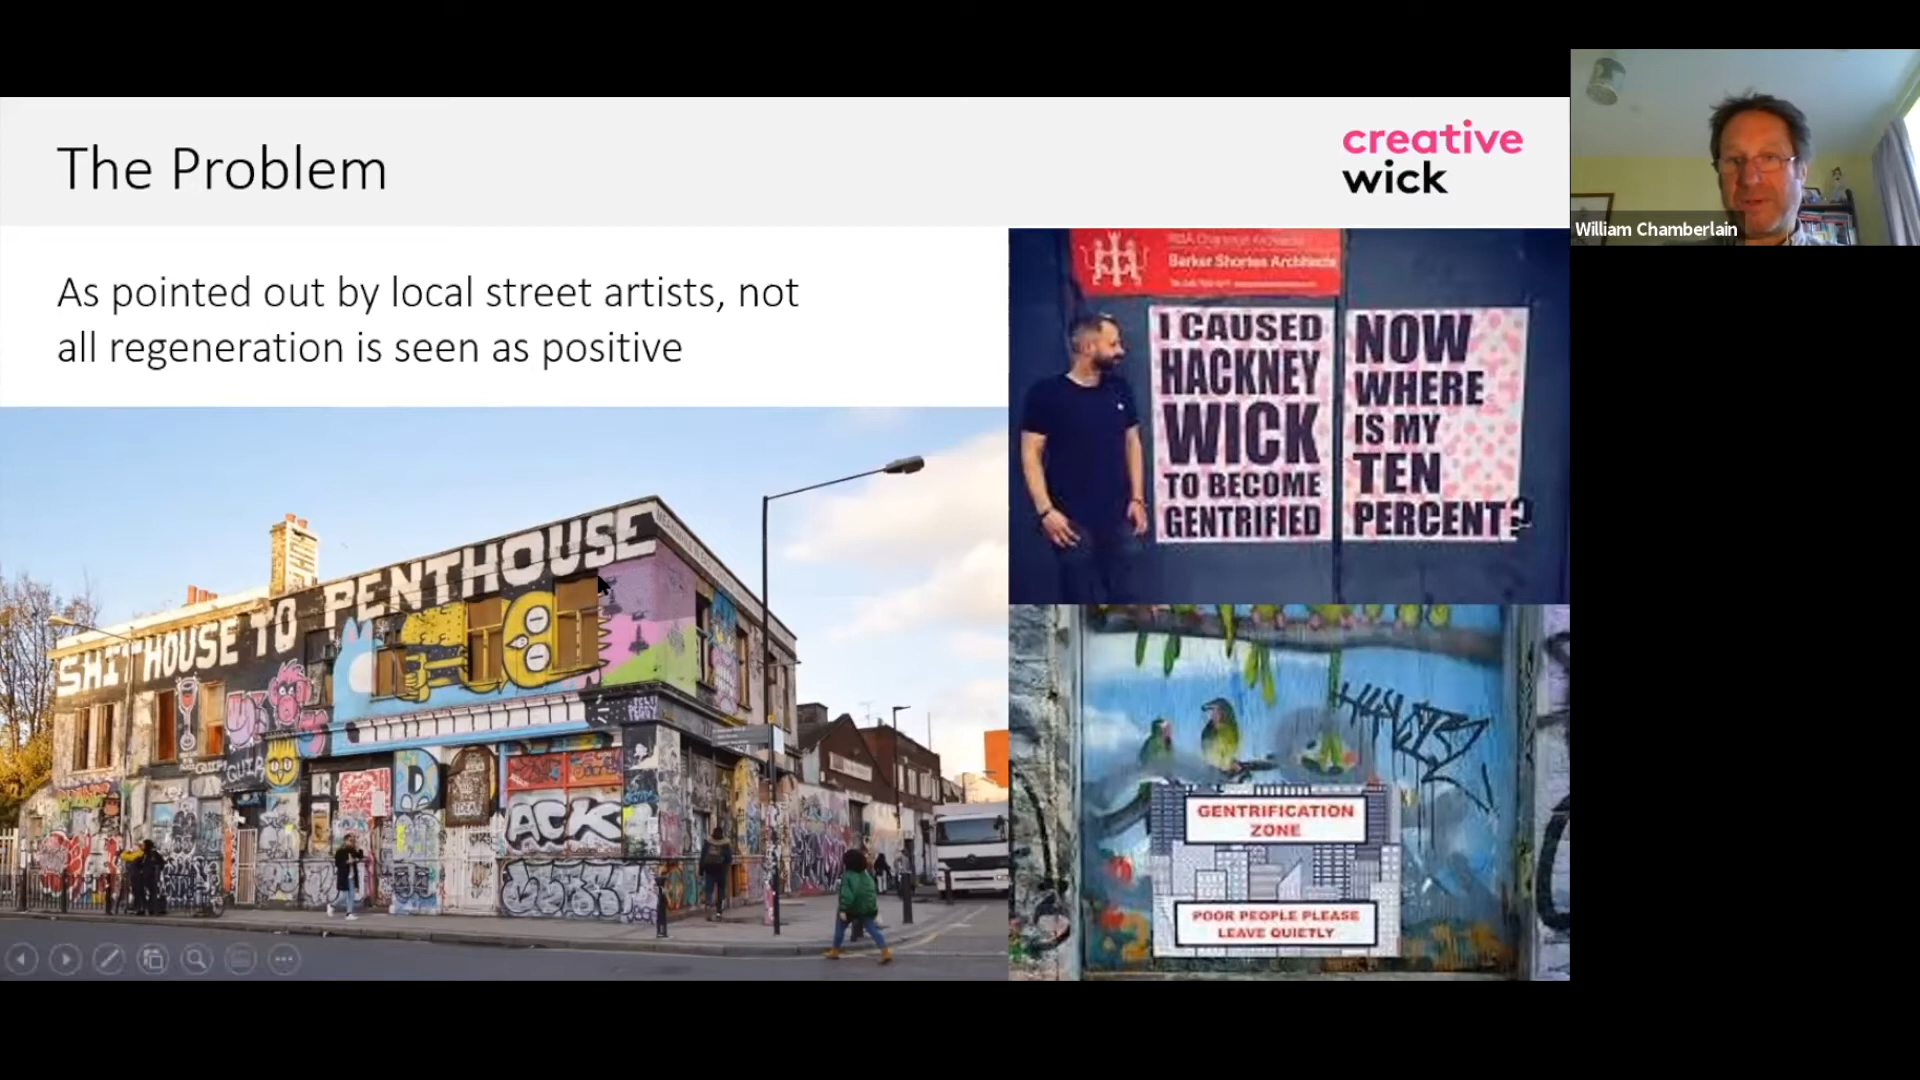 The Problem
creative
wick
William Chamberlain
As pointed out by local street artists, not
all regeneration is seen as positive
Barker Shorten Architects
I CAUSED
HACKNEY
WICK
TO BECOME
GENTRIFIED
NOW
WHERE
IS MY
TEN
PERCENT?
SHITHOUSE TO PENTHOUSE
ACK
GENTRIFICATION
ZONE
POOR PEOPLE PLEASE
LEAVE QUIETLY